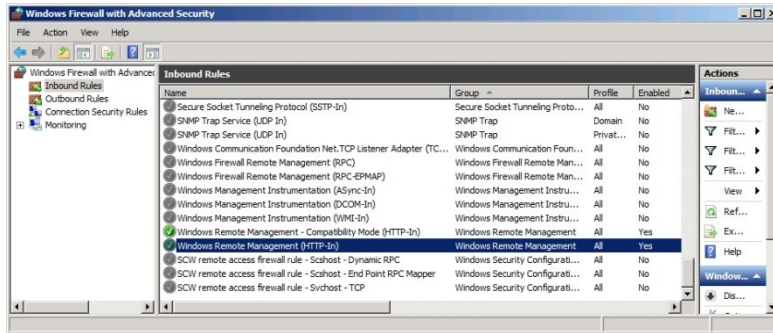 Windows Firewall with Advanced Security
File Action View Help
Windows Firewall with Advanced
Inbound Rules
Outbound Rules
Connection Security Rules
Monitoring
Inbound Rules
Name Group Profile Enabled
Secure Socket Tunneling Protocol (SSTP-In) Secure Socket Tunneling Proto... All No
SNMP Trap Service (UDP In) SNMP Trap Domain No
SNMP Trap Service (UDP In) SNMP Trap Privat... No
Windows Communication Foundation Net.TCP Listener Adapter (TC... Windows Communication Foun... All No
Windows Firewall Remote Management (RPC) Windows Firewall Remote Man... All No
Windows Firewall Remote Management (RPC-EPMAP) Windows Firewall Remote Man... All No
Windows Management Instrumentation (ASync-In) Windows Management Instru... All No
Windows Management Instrumentation (DCOM-In) Windows Management Instru... All No
Windows Management Instrumentation (WMI-In) Windows Management Instru... All No
Windows Remote Management - Compatibility Mode (HTTP-In) Windows Remote Management All Yes
Windows Remote Management (HTTP-In) Windows Remote Management All Yes
SCW remote access firewall rule - Scshost - Dynamic RPC Windows Security Configurati... All No
SCW remote access firewall rule - Scshost - End Point RPC Mapper Windows Security Configurati... All No
SCW remote access firewall rule - Svchost - TCP Windows Security Configurati... All No
Actions
Inboun...
Ne...
Filt...
Filt...
Filt...
View
Ref...
Ex...
Help
Window...
Dis...